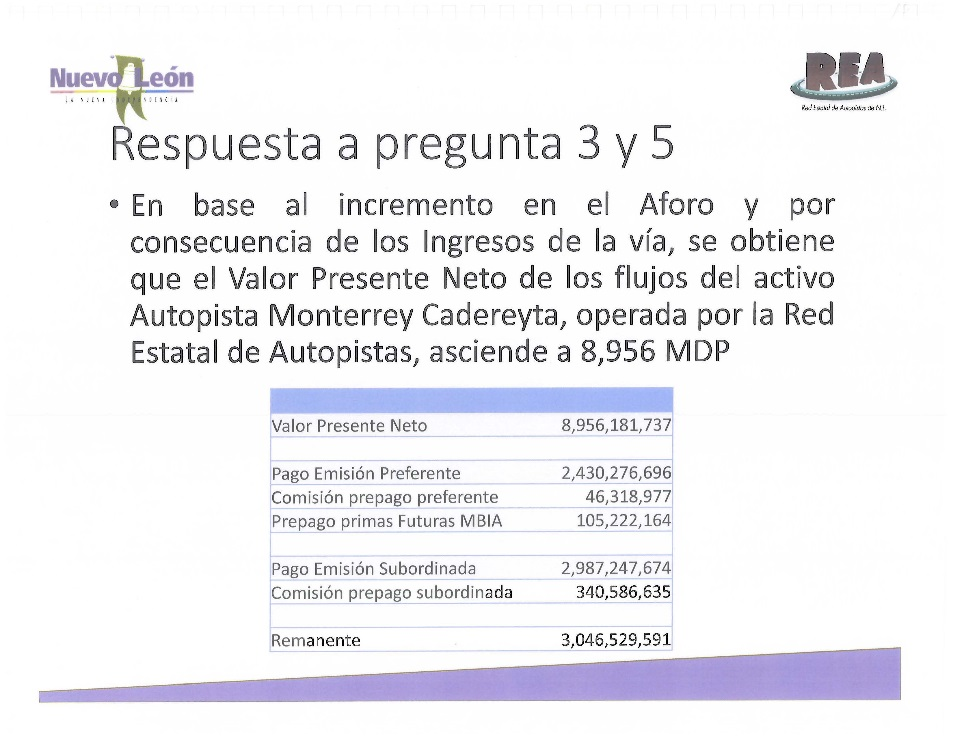 Nuevo León
LA NUEVA INDEPENDENCIA
REA
Red Estatal de Autopistas de N.L.
Respuesta a pregunta 3 y 5
• En base al incremento en el Aforo y por
consecuencia de los Ingresos de la vía, se obtiene
que el Valor Presente Neto de los flujos del activo
Autopista Monterrey Cadereyta, operada por la Red
Estatal de Autopistas, asciende a 8,956 MDP
Valor Presente Neto 8,956,181,737
Pago Emisión Preferente 2,430,276,696
Comisión prepago preferente 46,318,977
Prepago primas Futuras MBIA 105,222,164
Pago Emisión Subordinada 2,987,247,674
Comisión prepago subordinada 340,586,635
Remanente 3,046,529,591